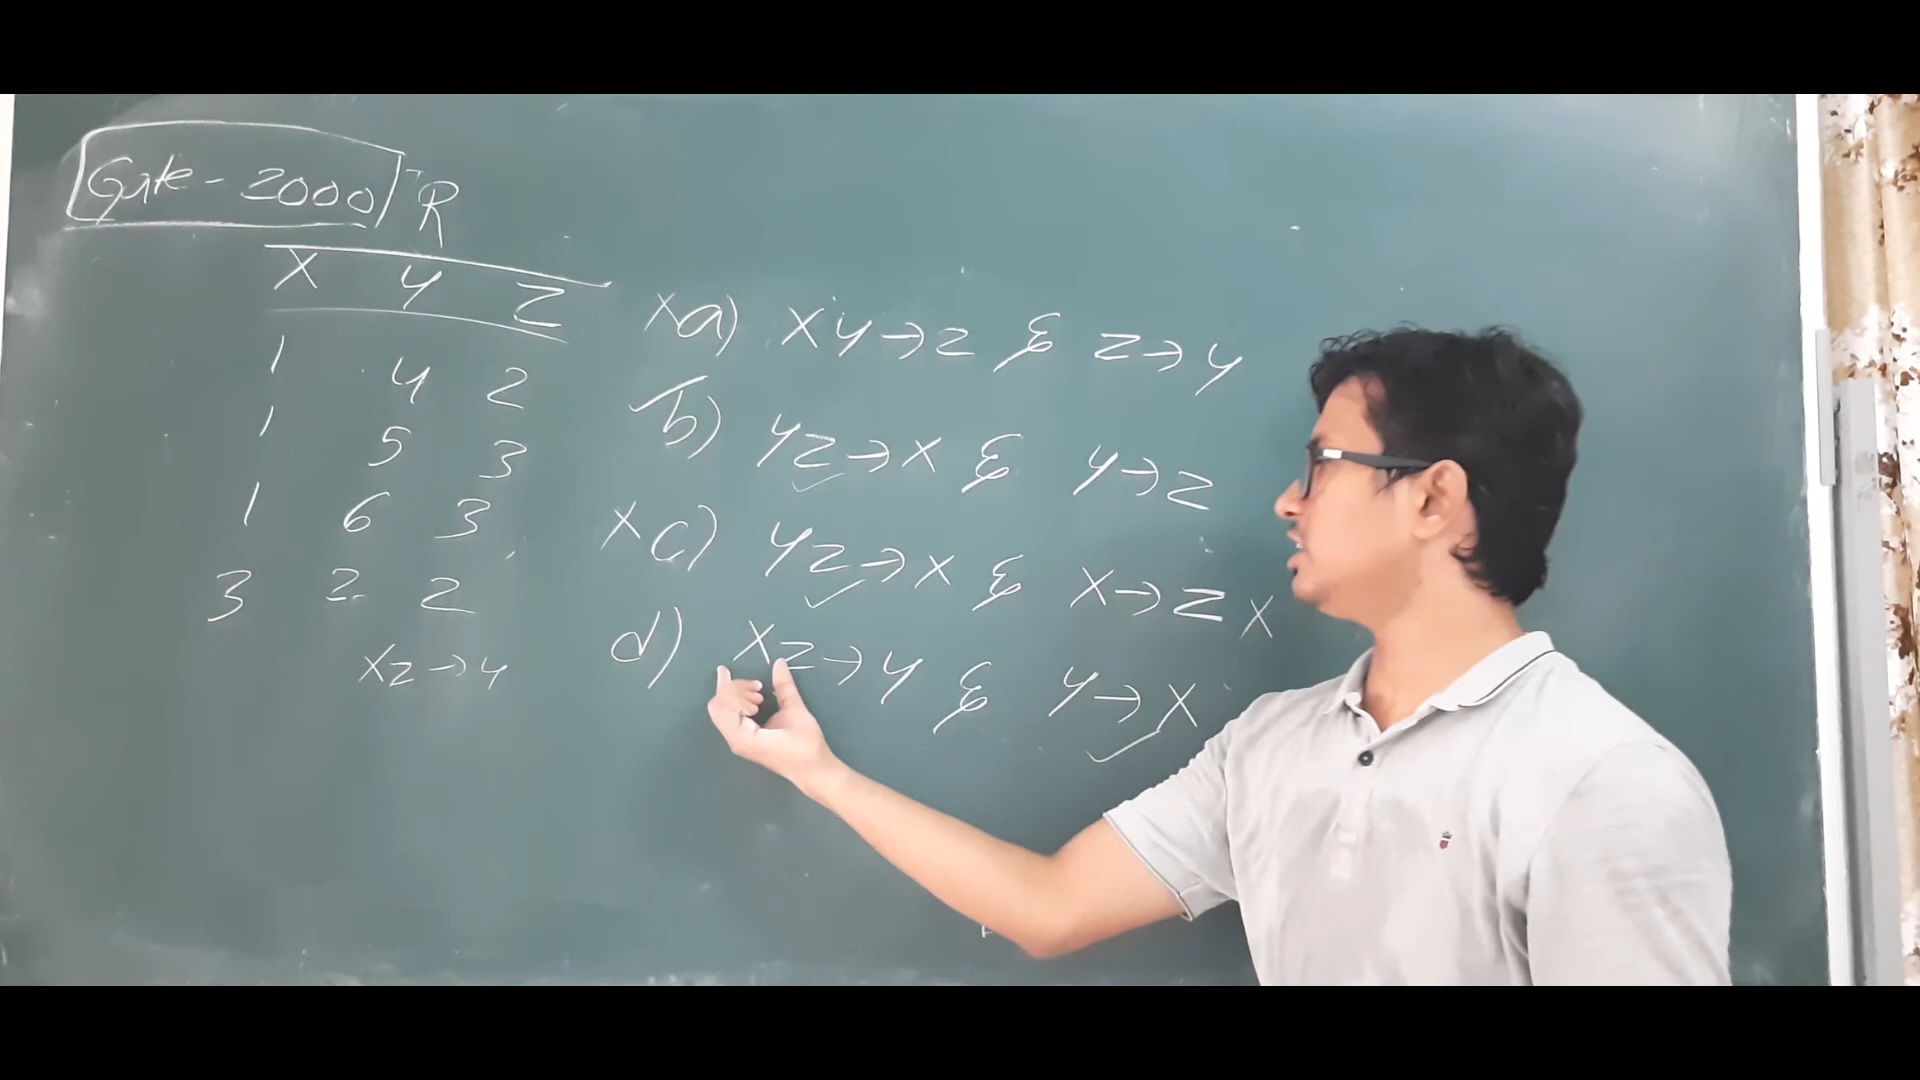 Gate - 2000
R
X Y Z
1 4 2
1 5 3
1 6 3
3 2 2
XZ → Y
X a) XY → Z & Z → Y
✓ b) YZ → X & Y → Z
X c) YZ → X & X → Z X
d) XZ → Y & Y → X